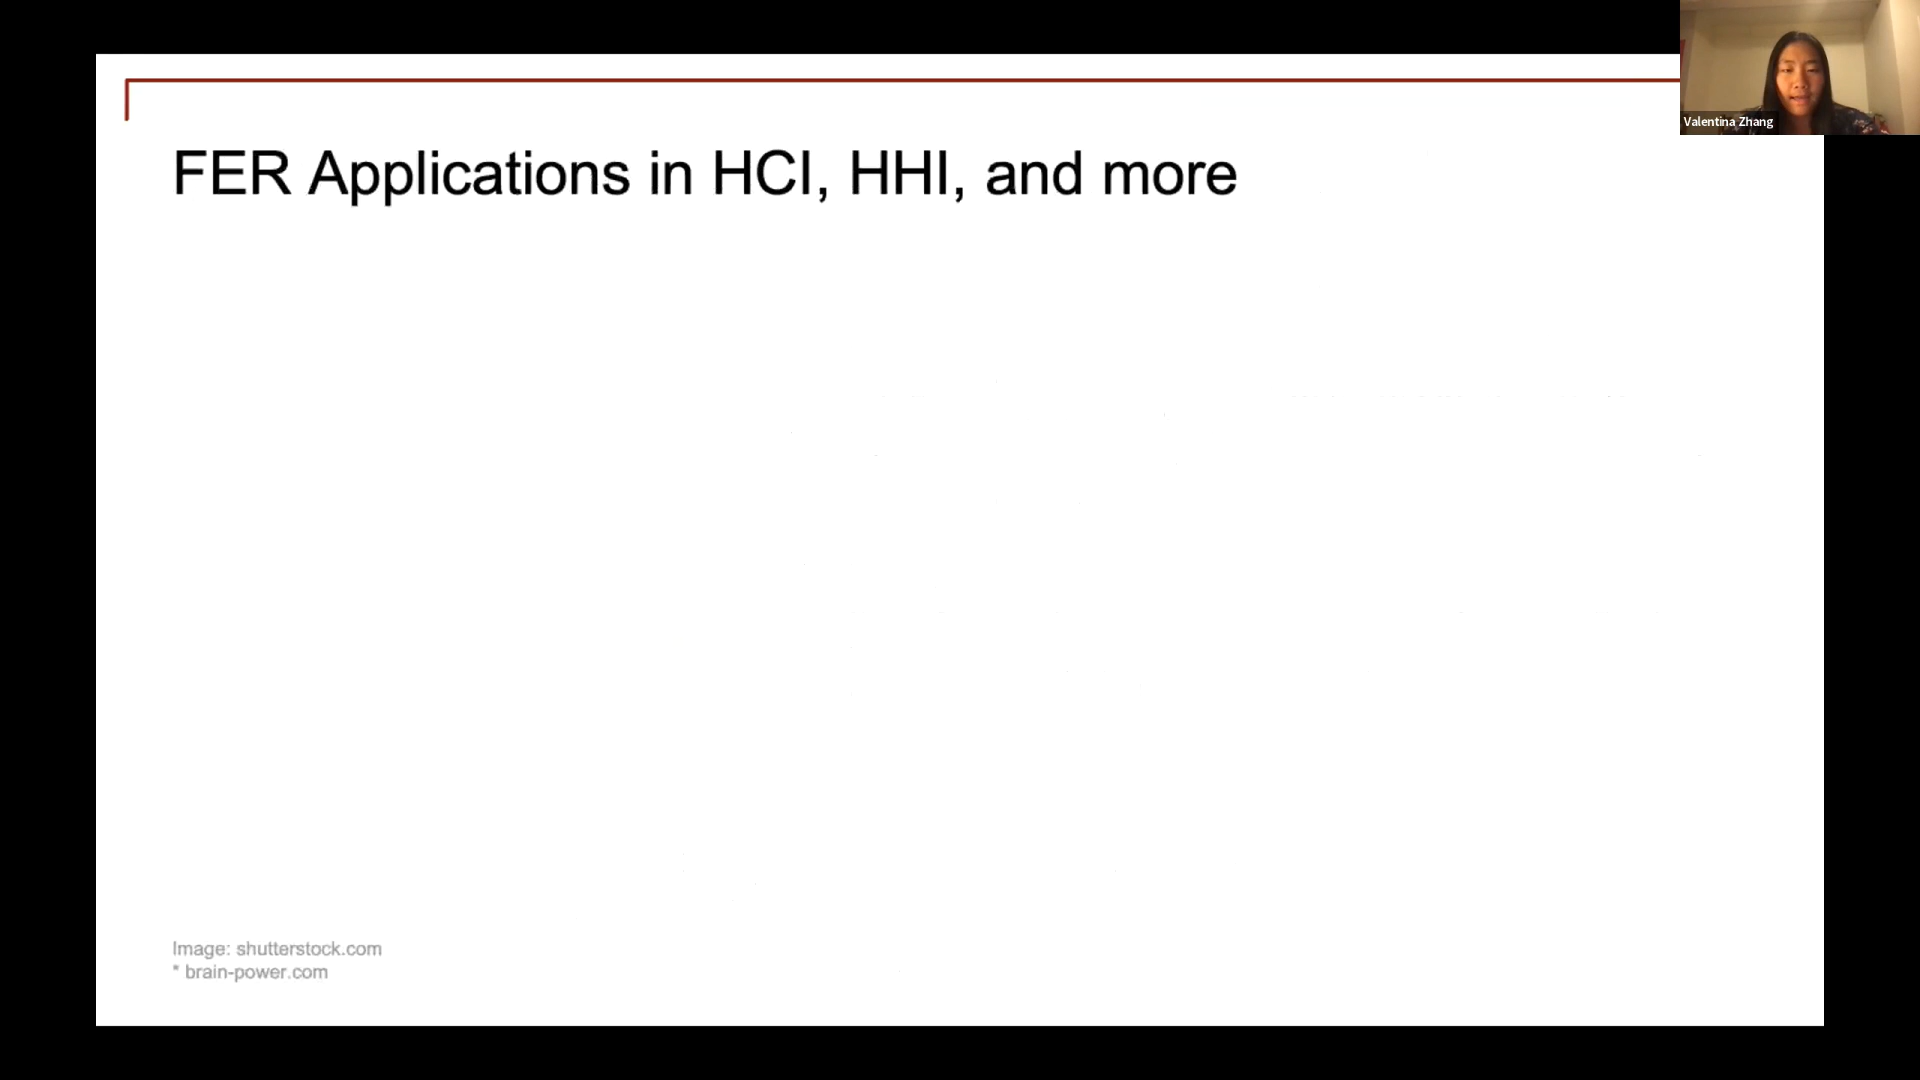 FER Applications in HCI, HHI, and more
Valentina Zhang
Image: shutterstock.com
* brain-power.com